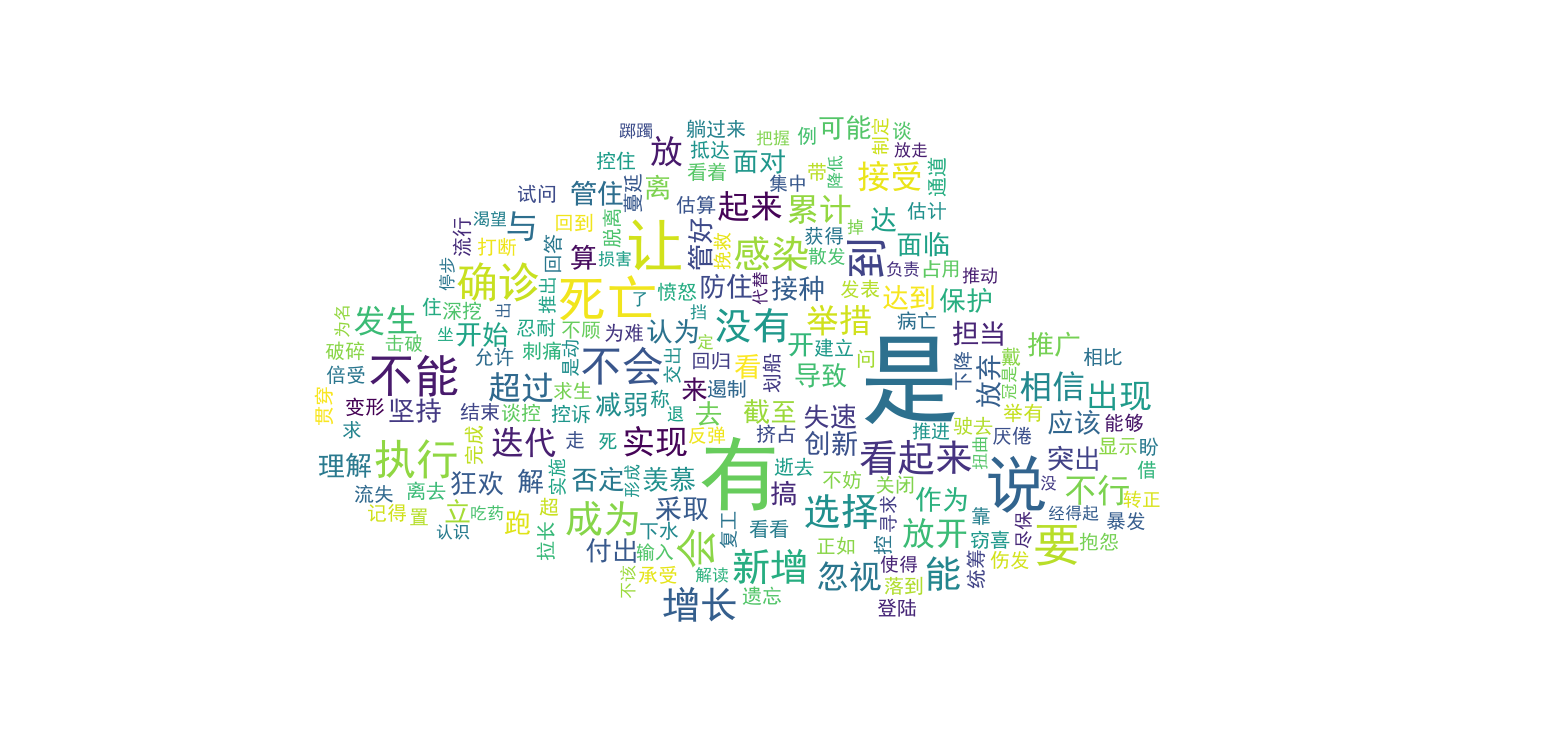 踯躅
躺过来
放
把握
例
可能
制定
谈
放走
控住
抵达
看着
面对
带
降低
接受
通道
试问
管住
蔓延
离
估算
集中
起来
累计
达
估计
渴望
与
回到
脱离
让
管好
挽救
感染
获得
掉
散发
到
面临
流行
打断
回答
算
损害
停步
确诊
推出
死亡
了
愤怒
防住
代替
接种
发表
负责
占用
推动
达到
保护
为名
发生
住
深挖
出
坐
开始
忍耐
不顾
为难
认为
挡
没有
举措
病亡
担当
推广
破碎
击破
允许
刺痛
是动
不会
交出
定
回归
看
划船
开
建立
问
导致
是
下降
放弃
戴
冠是
相信
相比
出现
倍受
不能
超过
求生
减弱
称
遏制
来
贯穿
变形
坚持
结束
谈控
控诉
退
去
截至
失速
举有
应该
能够
求
执行
完成
迭代
走
死
实现
反弹
挤占
创新
推进
驶去
厌倦
扭曲
显示
盼
理解
狂欢
解
实施
否定
形成
羡慕
有
逝去
不妨
看起来
关闭
说
没
突出
借
流失
离去
置
记得
立
吃药
跑
超
成为
采取
搞
选择
寻求
作为
靠
不行
转正
认识
拉长
付出
下水
会
复工
看看
正如
控
放开
窃喜
尽保
经得起
暴发
要
抱怨
输入
不该
承受
解读
新增
忽视
使得
能
统筹
伤发
落到
增长
遗忘
登陆